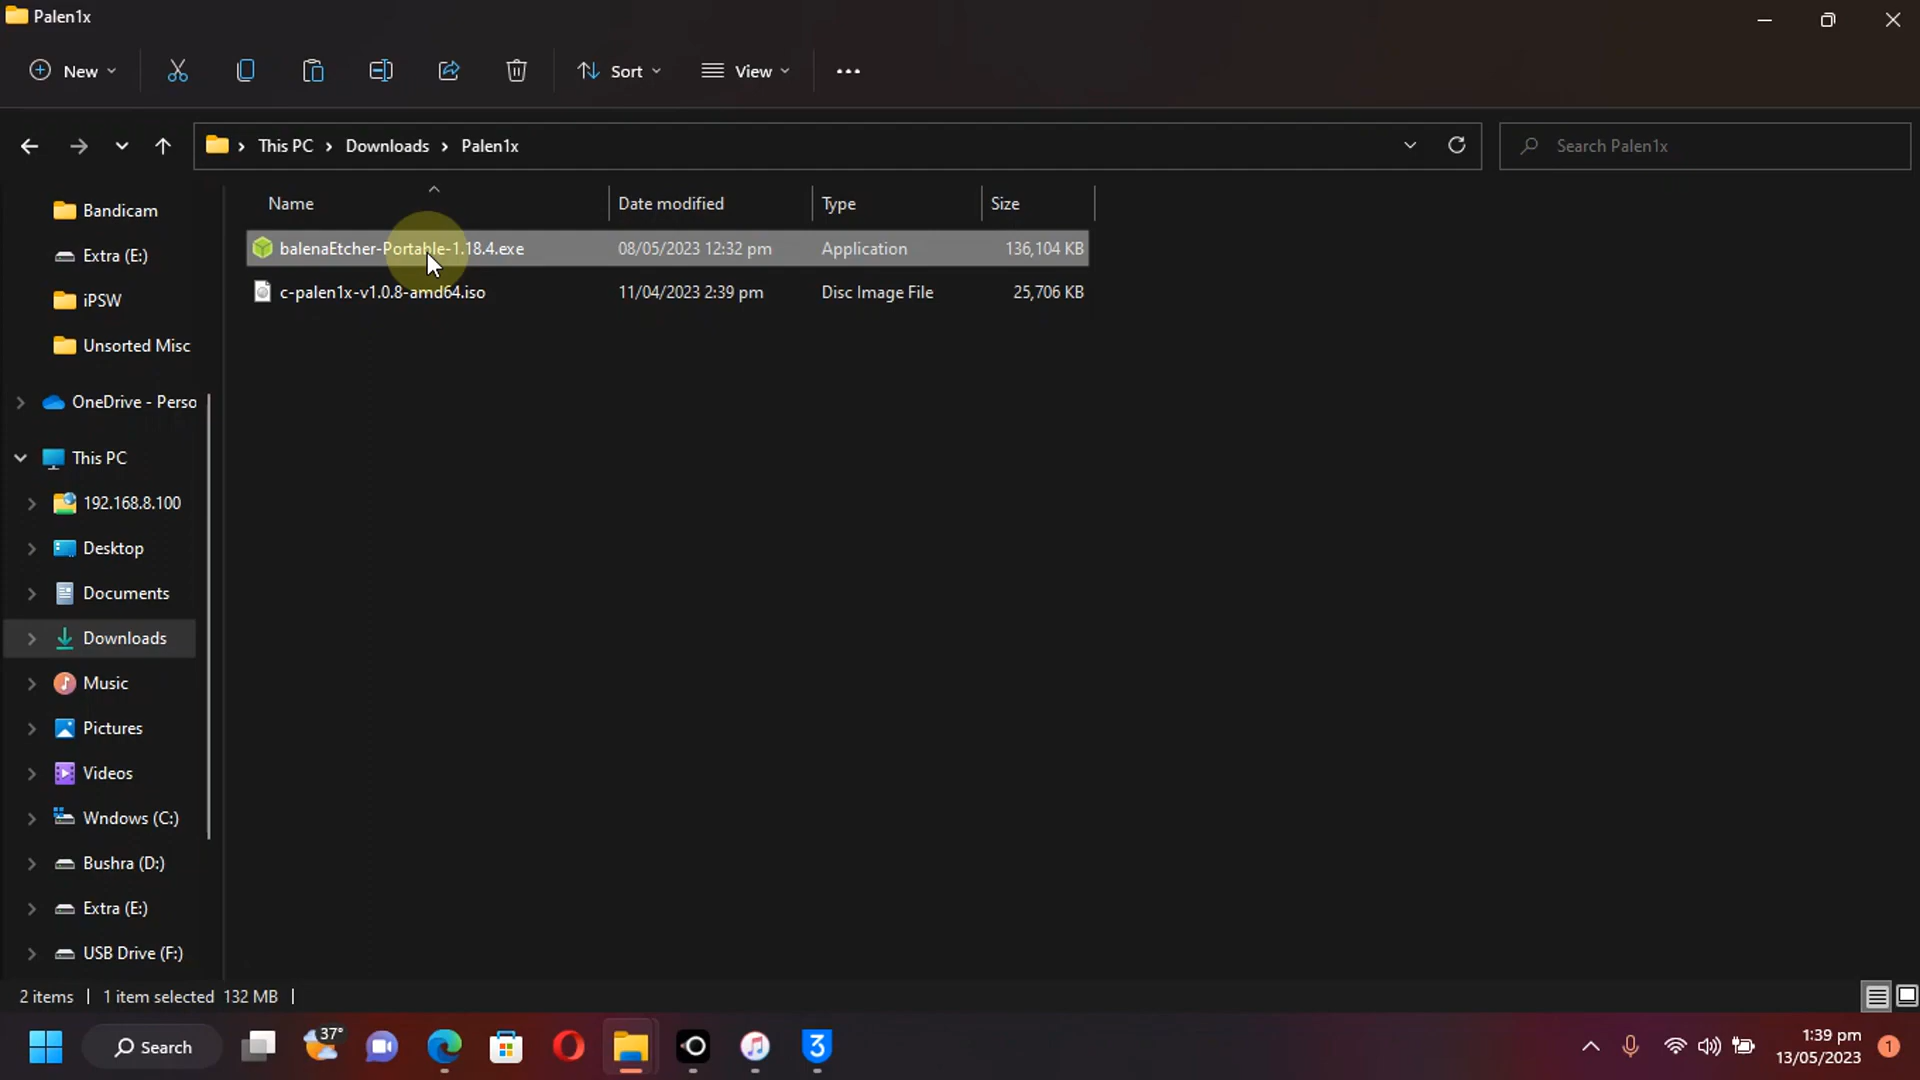 Palen1x
New
Sort
View
This PC
Downloads
Palen1x
Search Palen1x
Name
Date modified
Type
Size
balenaEtcher-Portable-1.18.4.exe
08/05/2023 12:32 pm
Application
136,104 KB
c-palen1x-v1.0.8-amd64.iso
11/04/2023 2:39 pm
Disc Image File
25,706 KB
Bandicam
Extra (E:)
iPSW
Unsorted Misc
OneDrive - Perso
This PC
192.168.8.100
Desktop
Documents
Downloads
Music
Pictures
Videos
Wndows (C:)
Bushra (D:)
Extra (E:)
USB Drive (F:)
2 items
1 item selected 132 MB
37°
Search
3
1:39 pm
13/05/2023
1